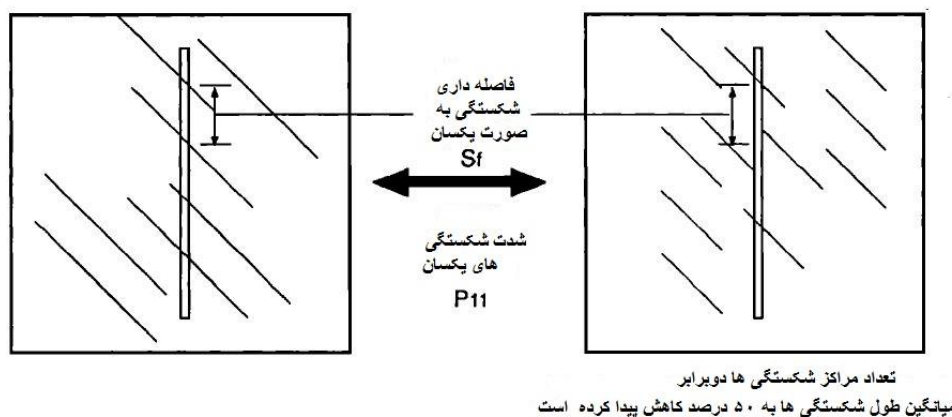 فاصله داری
شکستگی به
صورت یکسان
Sf
شدت شکستگی
های یکسان
P11
تعداد مراکز شکستگی ها دوبرابر
میانگین طول شکستگی ها به ۵۰ درصد کاهش پیدا کرده است